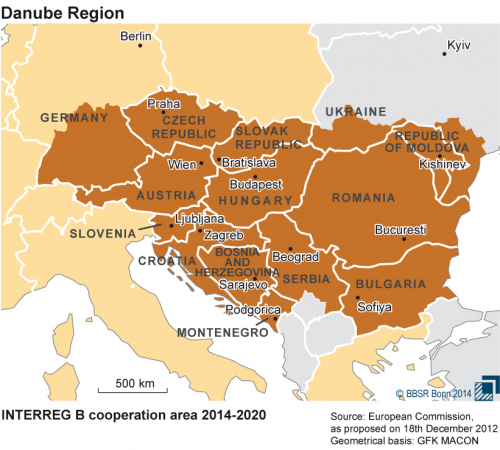 Danube Region
Berlin
Kyiv
GERMANY
Praha
CZECH
REPUBLIC
UKRAINE
SLOVAK
REPUBLIC
REPUBLIC
OF MOLDOVA
Kishinev
Wien
Bratislava
Budapest
AUSTRIA
HUNGARY
ROMANIA
Ljubljana
SLOVENIA
Zagreb
Bucuresti
CROATIA
BOSNIA
AND
HERZEGOVINA
Beograd
Sarajevo
SERBIA
BULGARIA
Podgorica
Sofiya
MONTENEGRO
500 km
© BBSR Bonn 2014
INTERREG B cooperation area 2014-2020
Source: European Commission,
as proposed on 18th December 2012
Geometrical basis: GFK MACON